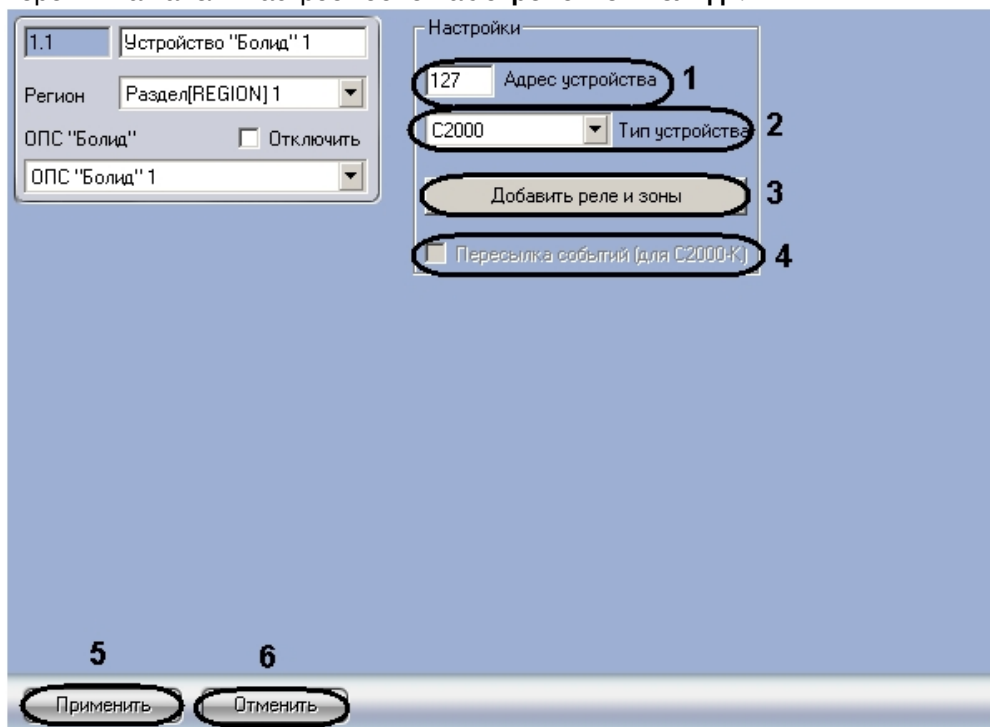 1.1 Устройство "Болид" 1
Регион Раздел[REGION] 1
ОПС "Болид" Отключить
ОПС "Болид" 1
Настройки
127 Адрес устройства 1
С2000 Тип устройства 2
Добавить реле и зоны 3
Пересылка событий (для С2000-К) 4
5 6
Применить Отменить